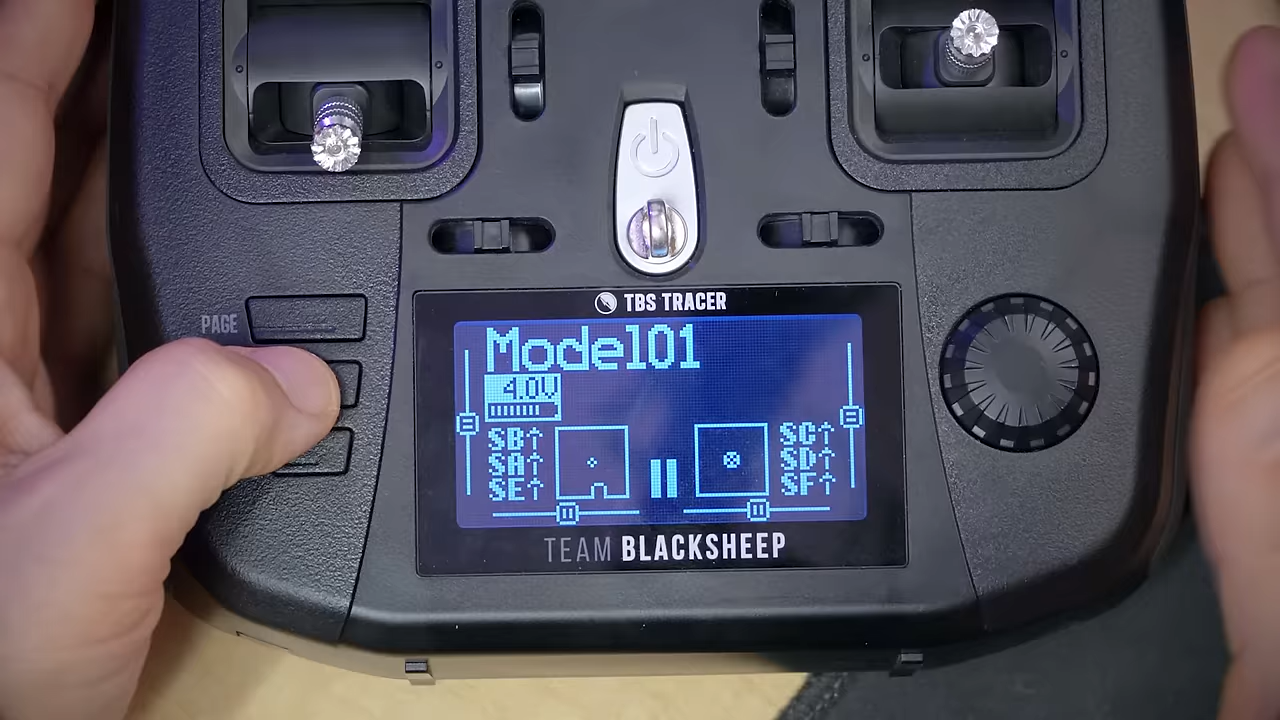 PAGE
TBS TRACER
Model01
4.0V
SB↑
SA↑
SE↑
SC↑
SD↑
SF↑
TEAM BLACKSHEEP